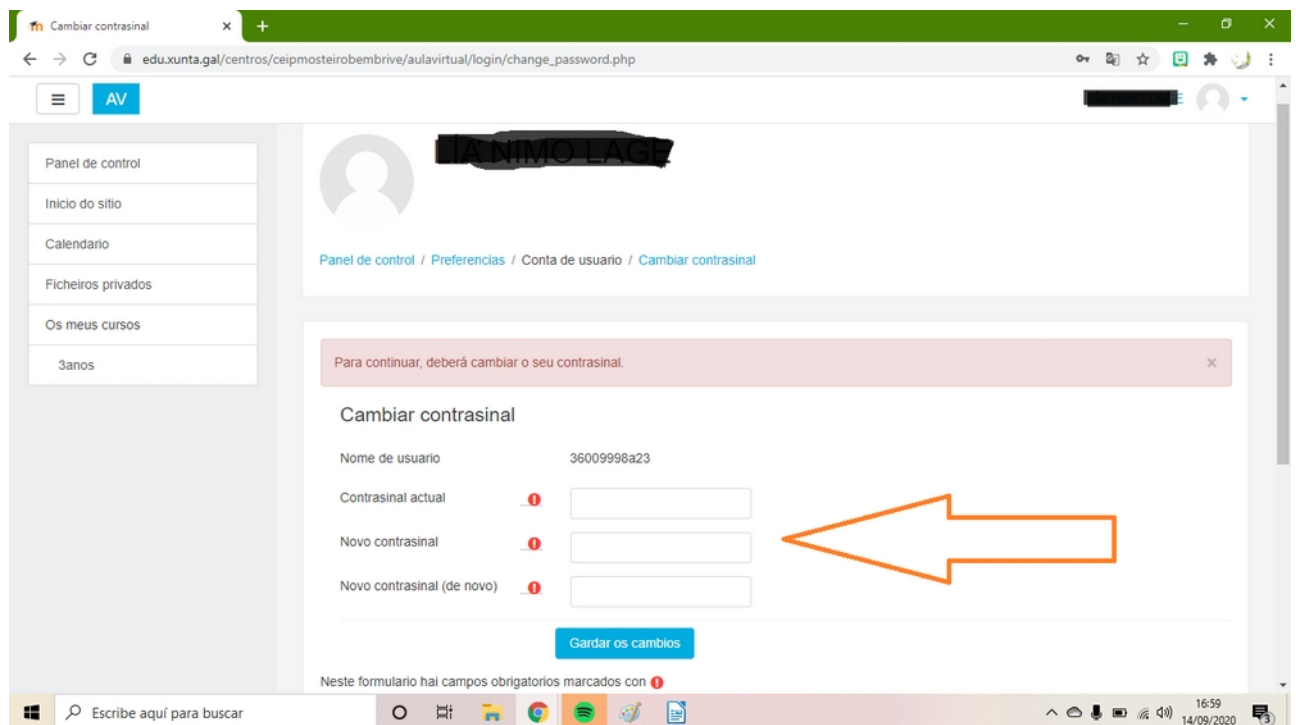 Cambiar contrasinal
edu.xunta.gal/centros/ceipmosteirobembrive/aulavirtual/login/change_password.php
AV
Panel de control
Inicio do sitio
Calendario
Ficheiros privados
Os meus cursos
3anos
Panel de control / Preferencias / Conta de usuario / Cambiar contrasinal
Para continuar, deberá cambiar o seu contrasinal.
Cambiar contrasinal
Nome de usuario 36009998a23
Contrasinal actual
Novo contrasinal
Novo contrasinal (de novo)
Gardar os cambios
Neste formulario hai campos obrigatorios marcados con
Escribe aquí para buscar
16:59
14/09/2020